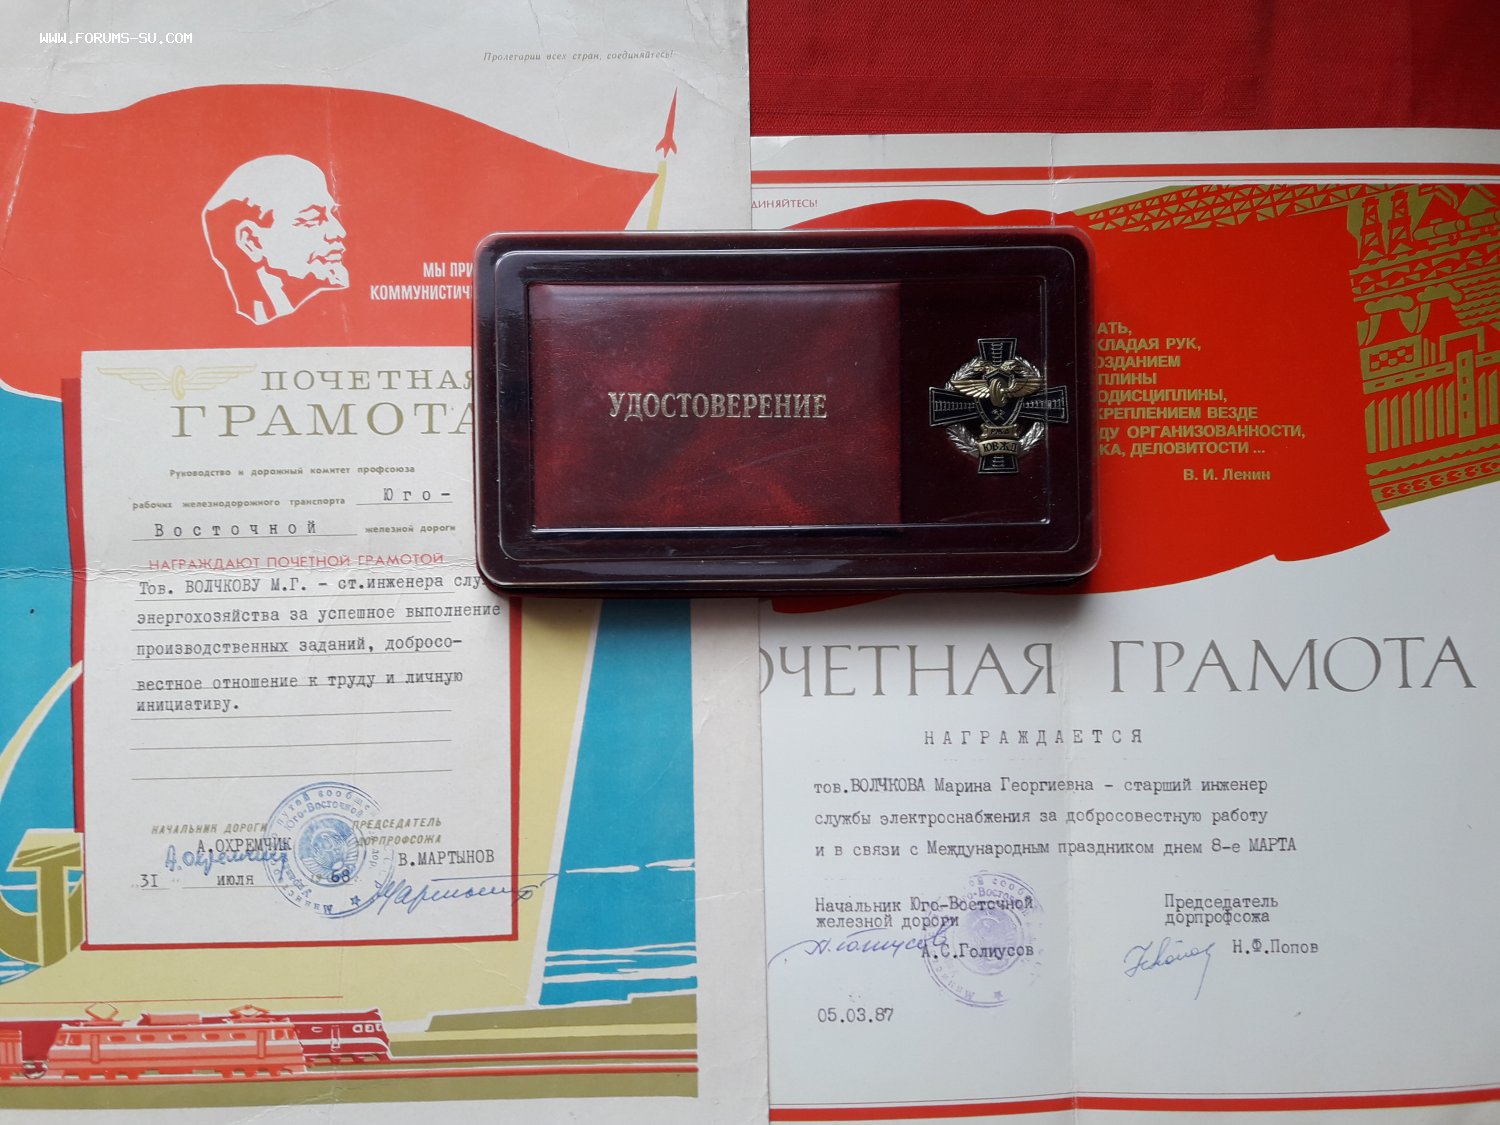 WWW.FORUMS-SU.COM
Пролетарии всех стран, соединяйтесь!
МЫ ПРИ
КОММУНИСТИЧ
ПОЧЕТНАЯ
ГРАМОТА
Руководство и дорожный комитет профсоюза
рабочих железнодорожного транспорта Юго-
Восточной железной дороги
НАГРАЖДАЮТ ПОЧЕТНОЙ ГРАМОТОЙ
Тов. ВОЛЧКОВУ М.Г. - ст.инженера слу
энергохозяйства за успешное выполнение
производственных заданий, добросо-
вестное отношение к труду и личную
инициативу.
НАЧАЛЬНИК ДОРОГИ
ПРЕДСЕДАТЕЛЬ
ДОРПРОФСОЖА
А.ОХРЕМЧИК
В.МАРТЫНОВ
"31" июля 1968
УДОСТОВЕРЕНИЕ
РЖД
ЮВЖД
ДИНЯЙТЕСЬ!
АТЬ,
КЛАДАЯ РУК,
ОЗДАНИЕМ
ПЛИНЫ
ОДИСЦИПЛИНЫ,
КРЕПЛЕНИЕМ ВЕЗДЕ
ДУ ОРГАНИЗОВАННОСТИ,
КА, ДЕЛОВИТОСТИ ...
В. И. Ленин
ОЧЕТНАЯ ГРАМОТА
НАГРАЖДАЕТСЯ
тов.ВОЛЧКОВА Марина Георгиевна - старший инженер
службы электроснабжения за добросовестную работу
и в связи с Международным праздником днем 8-е МАРТА
Начальник Юго-Восточной
железной дороги
А.С.Голиусов
Председатель
дорпрофсожа
Н.Ф.Попов
05.03.87